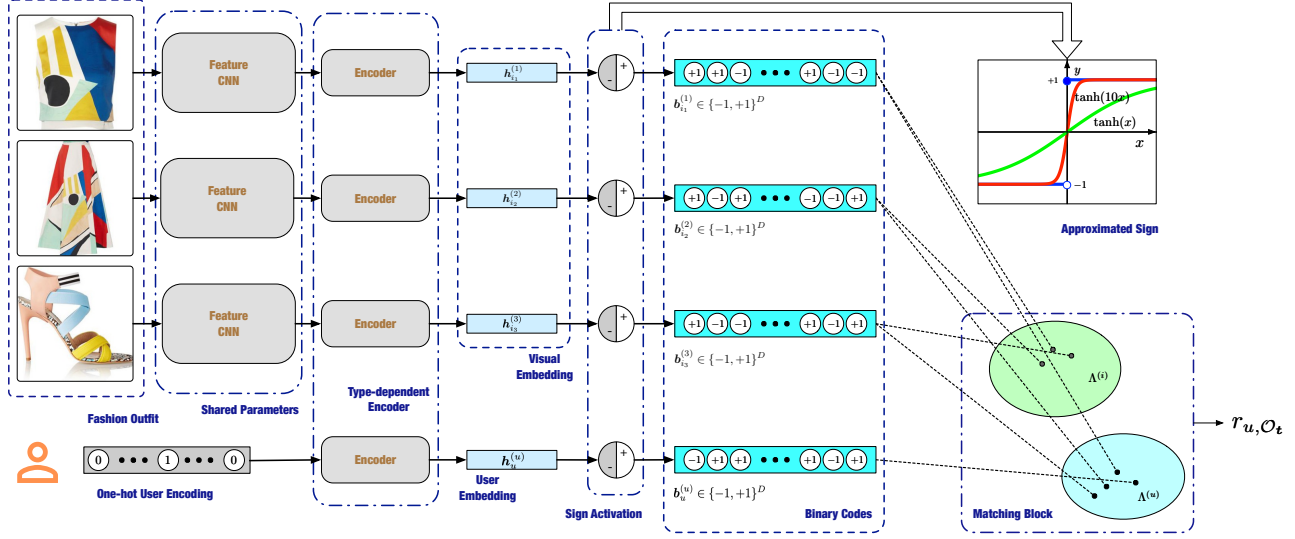 Feature
CNN
Encoder
h_{i_1}^{(1)}
- +
+1 +1 -1 ••• +1 -1 -1
b_{i_1}^{(1)} ∈ {-1, +1}^D
y
+1
tanh(10x)
tanh(x)
x
-1
Approximated Sign
Feature
CNN
Encoder
h_{i_2}^{(2)}
- +
+1 -1 +1 ••• -1 -1 +1
b_{i_2}^{(2)} ∈ {-1, +1}^D
Feature
CNN
Encoder
h_{i_3}^{(3)}
- +
+1 -1 -1 ••• +1 -1 +1
b_{i_3}^{(3)} ∈ {-1, +1}^D
Visual
Embedding
Λ^{(i)}
Type-dependent
Encoder
Shared Parameters
Fashion Outfit
r_{u,O_t}
0 ••• 1 ••• 0
One-hot User Encoding
Encoder
h_u^{(u)}
User
Embedding
- +
Sign Activation
-1 +1 +1 ••• +1 -1 +1
b_u^{(u)} ∈ {-1, +1}^D
Binary Codes
Λ^{(u)}
Matching Block